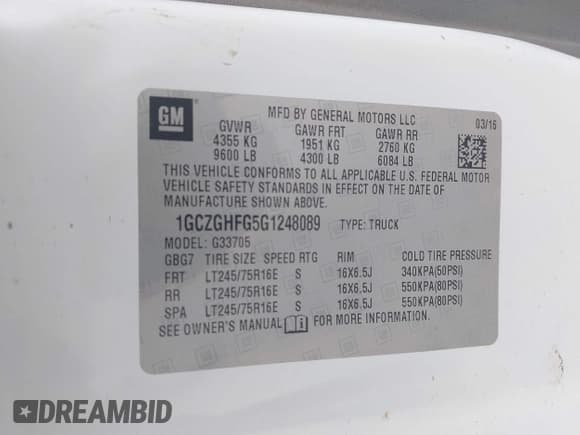 GM
MFD BY GENERAL MOTORS LLC
03/16
GVWR GAWR FRT GAWR RR
4355 KG 1951 KG 2760 KG
9600 LB 4300 LB 6084 LB
THIS VEHICLE CONFORMS TO ALL APPLICABLE U.S. FEDERAL MOTOR
VEHICLE SAFETY STANDARDS IN EFFECT ON THE DATE OF
MANUFACTURE SHOWN ABOVE.
1GCZGHFG5G1248089 TYPE: TRUCK
MODEL: G33705
GBG7 TIRE SIZE SPEED RTG RIM COLD TIRE PRESSURE
FRT LT245/75R16E S 16X6.5J 340KPA(50PSI)
RR LT245/75R16E S 16X6.5J 550KPA(80PSI)
SPA LT245/75R16E S 16X6.5J 550KPA(80PSI)
SEE OWNER'S MANUAL FOR MORE INFORMATION.
DREAMBID